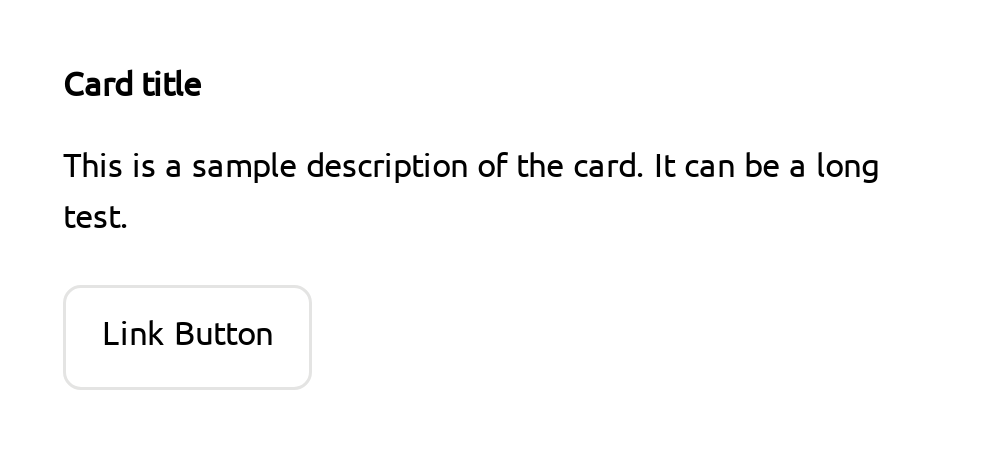 Card title
This is a sample description of the card. It can be a long
test.
Link Button